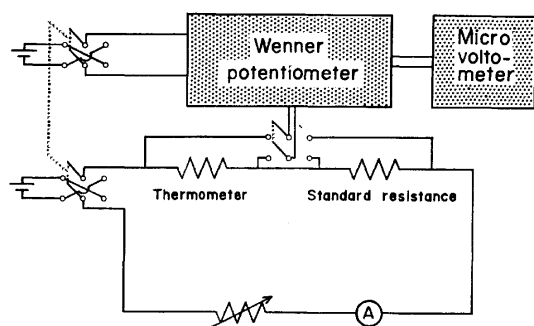 Wenner
potentiometer
Micro
volto-
meter
Thermometer
Standard resistance
A